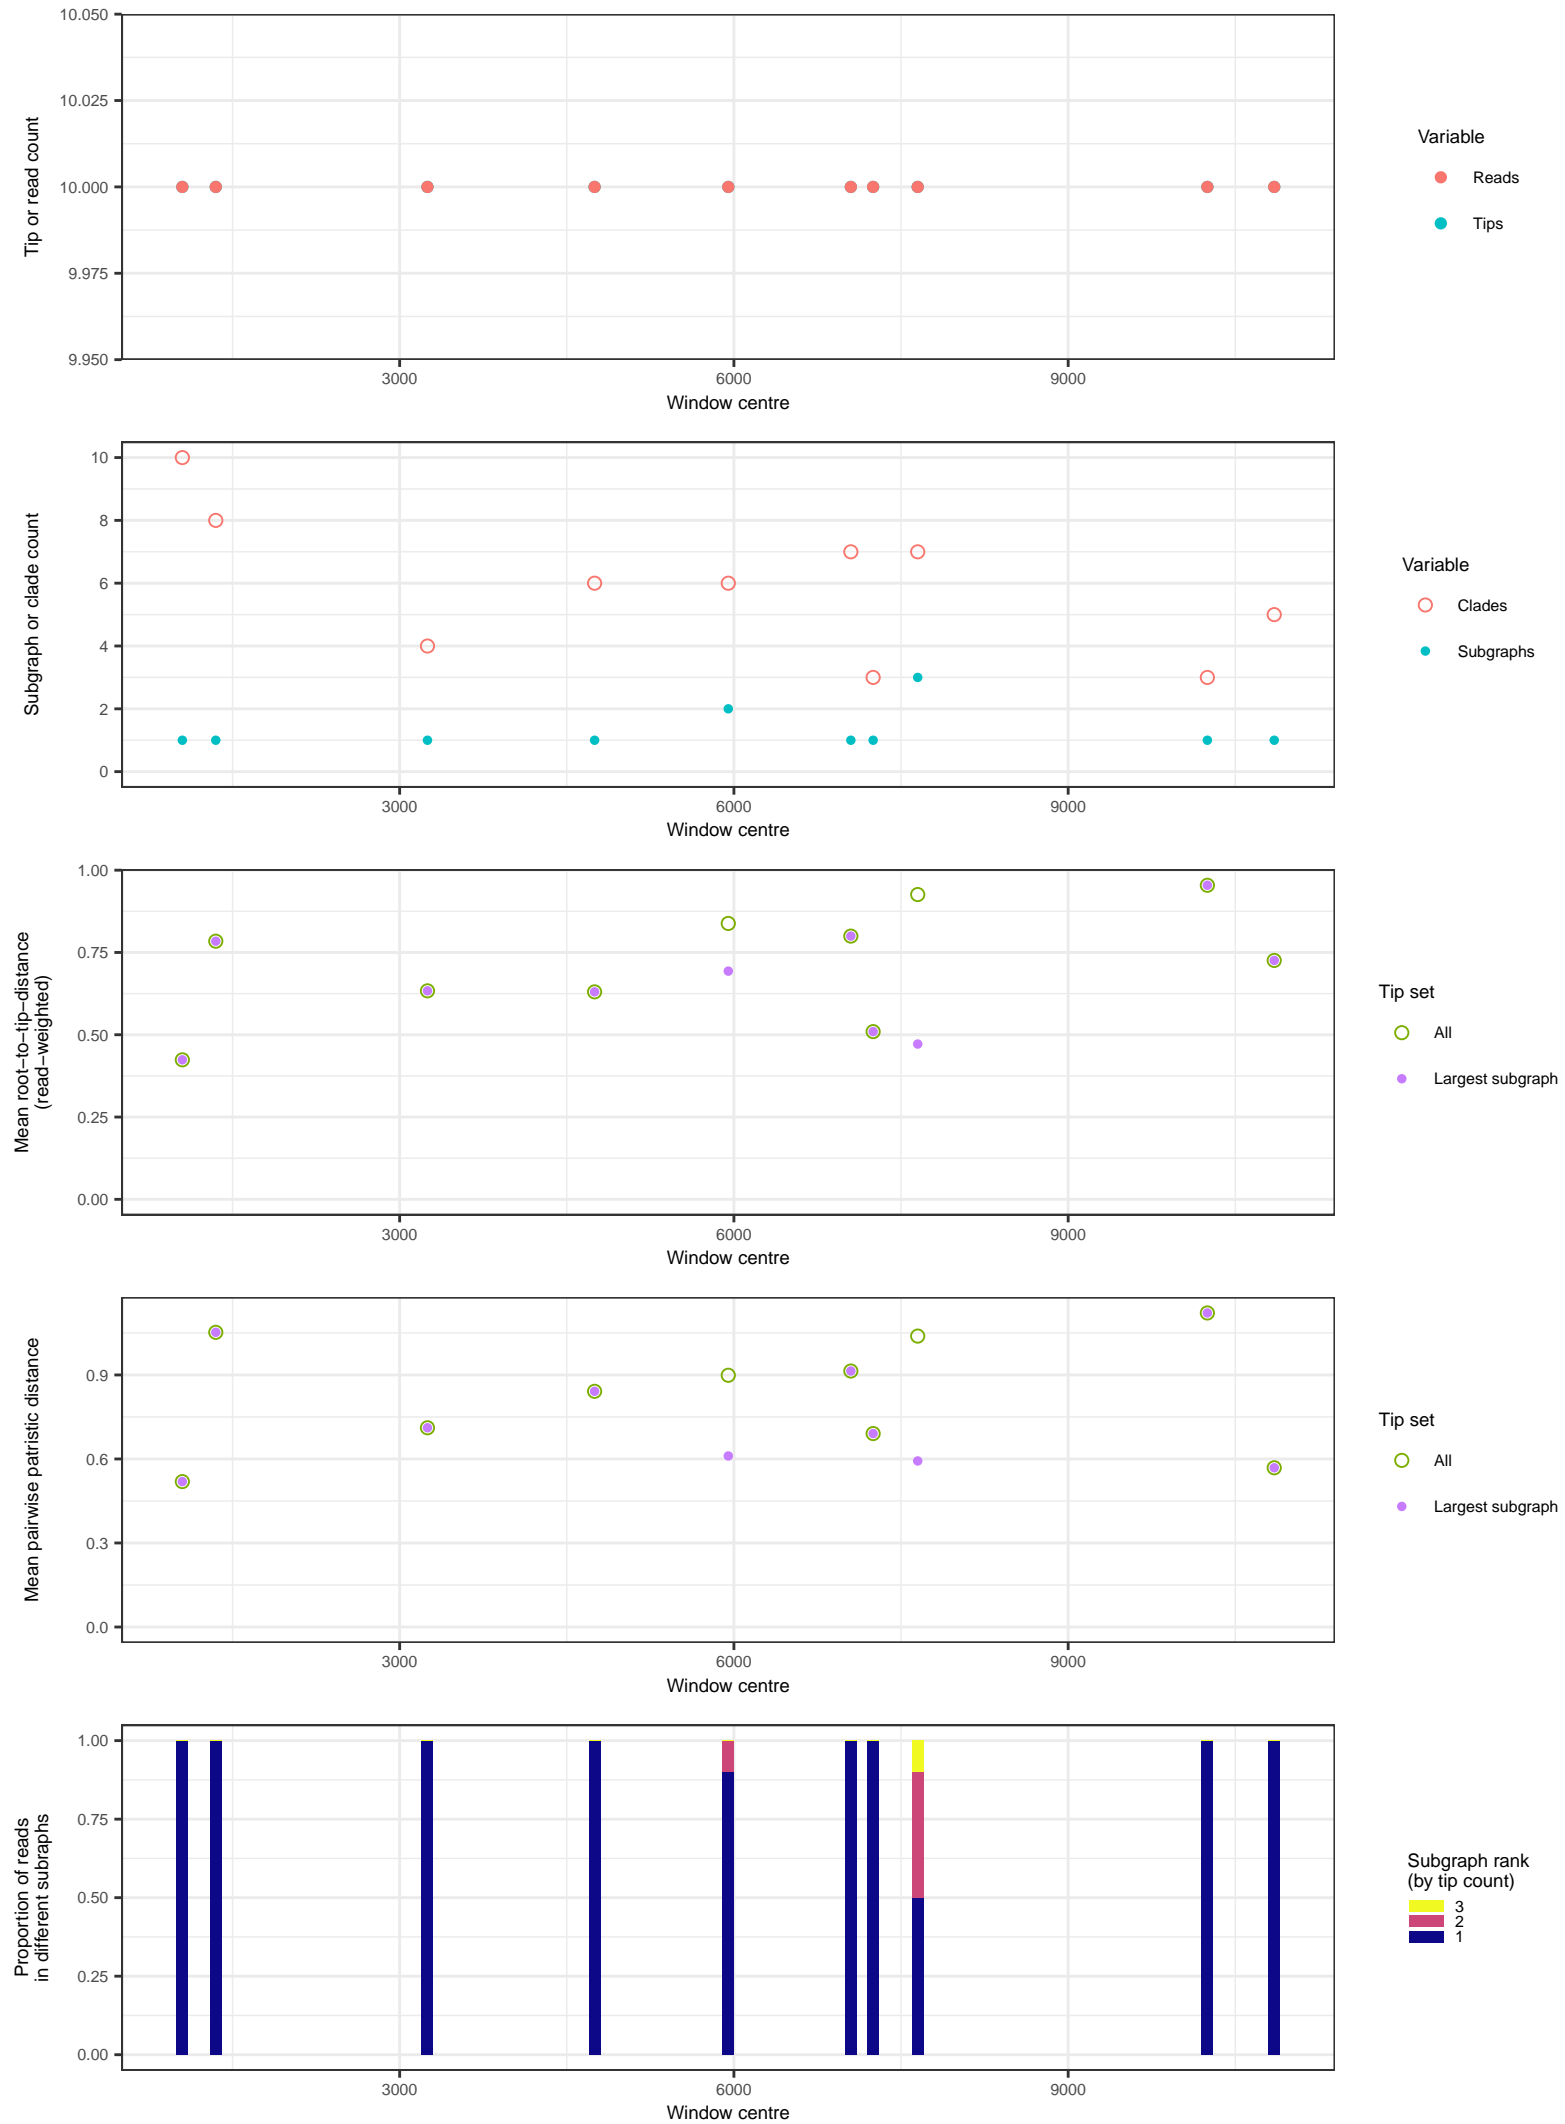 10.050
10.025
10.000
9.975
9.950
Tip or read count
3000 6000 9000
Window centre
Variable
Reads
Tips
10
8
6
4
2
0
Subgraph or clade count
3000 6000 9000
Window centre
Variable
Clades
Subgraphs
1.00
0.75
0.50
0.25
0.00
Mean root−to−tip−distance
(read−weighted)
3000 6000 9000
Window centre
Tip set
All
Largest subgraph
0.9
0.6
0.3
0.0
Mean pairwise patristic distance
3000 6000 9000
Window centre
Tip set
All
Largest subgraph
1.00
0.75
0.50
0.25
0.00
Proportion of reads
in different subraphs
3000 6000 9000
Window centre
Subgraph rank
(by tip count)
3
2
1